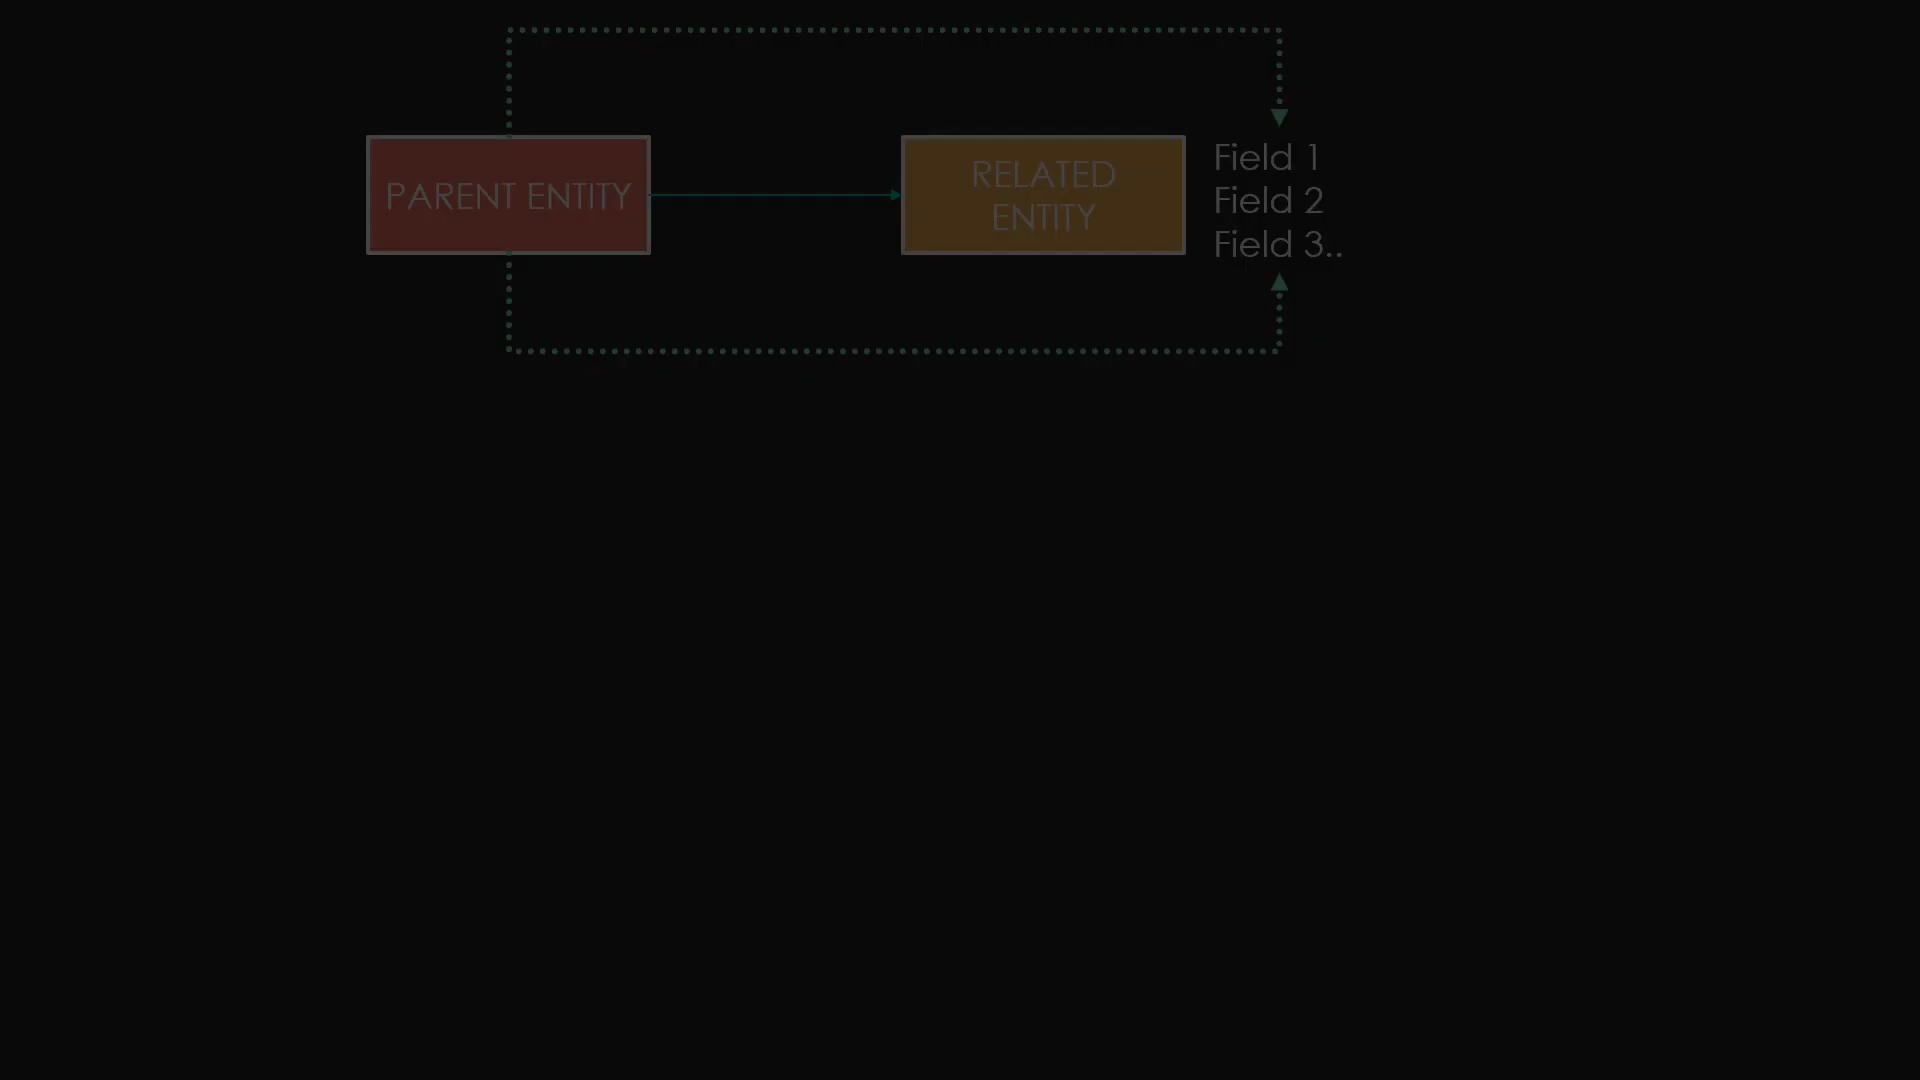 PARENT ENTITY
RELATED
ENTITY
Field 1
Field 2
Field 3..